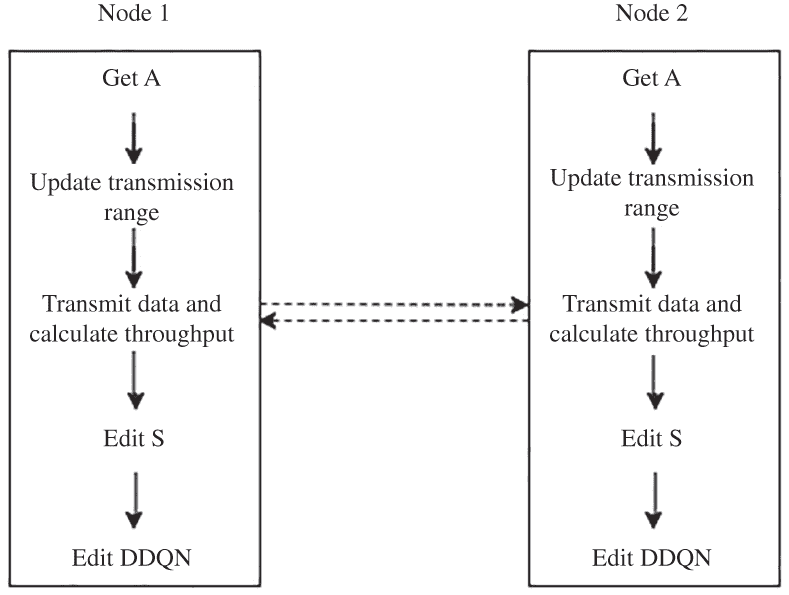 Node 1
Get A
Update transmission
range
Transmit data and
calculate throughput
Edit S
Edit DDQN
Node 2
Get A
Update transmission
range
Transmit data and
calculate throughput
Edit S
Edit DDQN